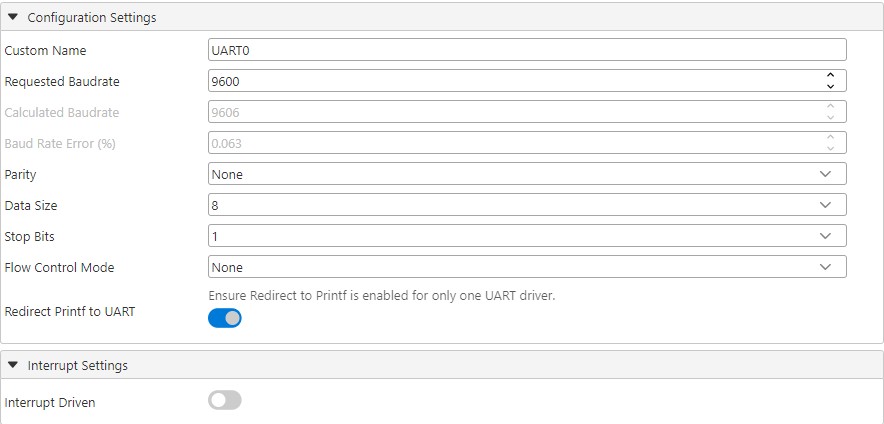 Configuration Settings
Custom Name UART0
Requested Baudrate 9600
Calculated Baudrate 9606
Baud Rate Error (%) 0.063
Parity None
Data Size 8
Stop Bits 1
Flow Control Mode None
Ensure Redirect to Printf is enabled for only one UART driver.
Redirect Printf to UART
Interrupt Settings
Interrupt Driven